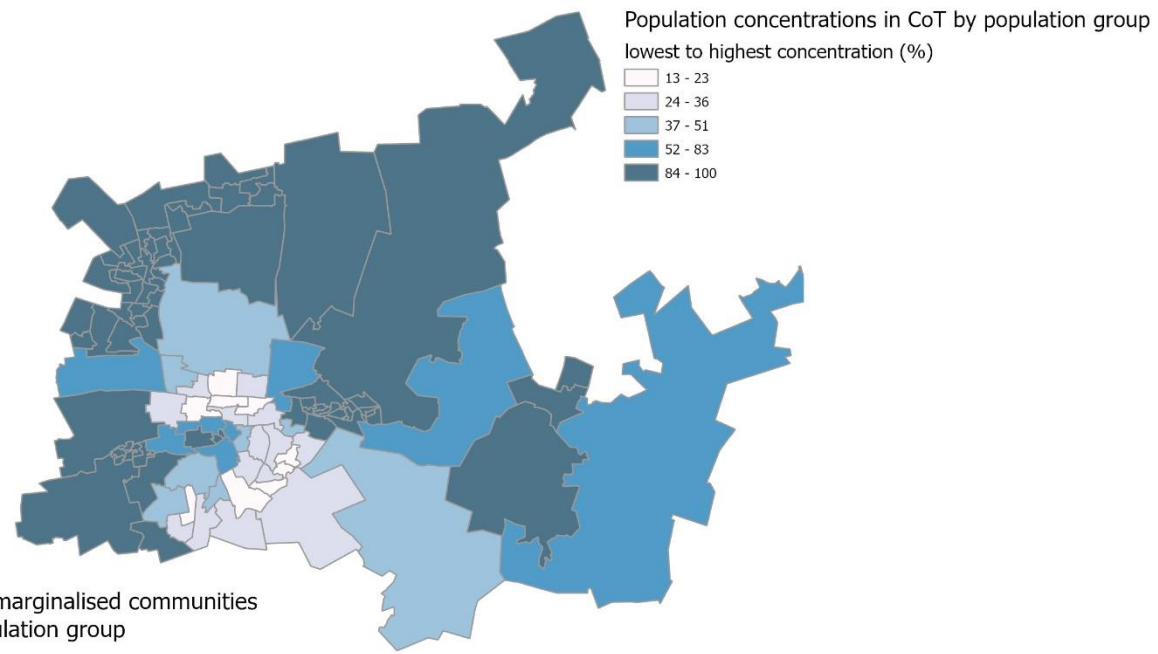 Population concentrations in CoT by population group
lowest to highest concentration (%)
13 - 23
24 - 36
37 - 51
52 - 83
84 - 100
marginalised communities
group